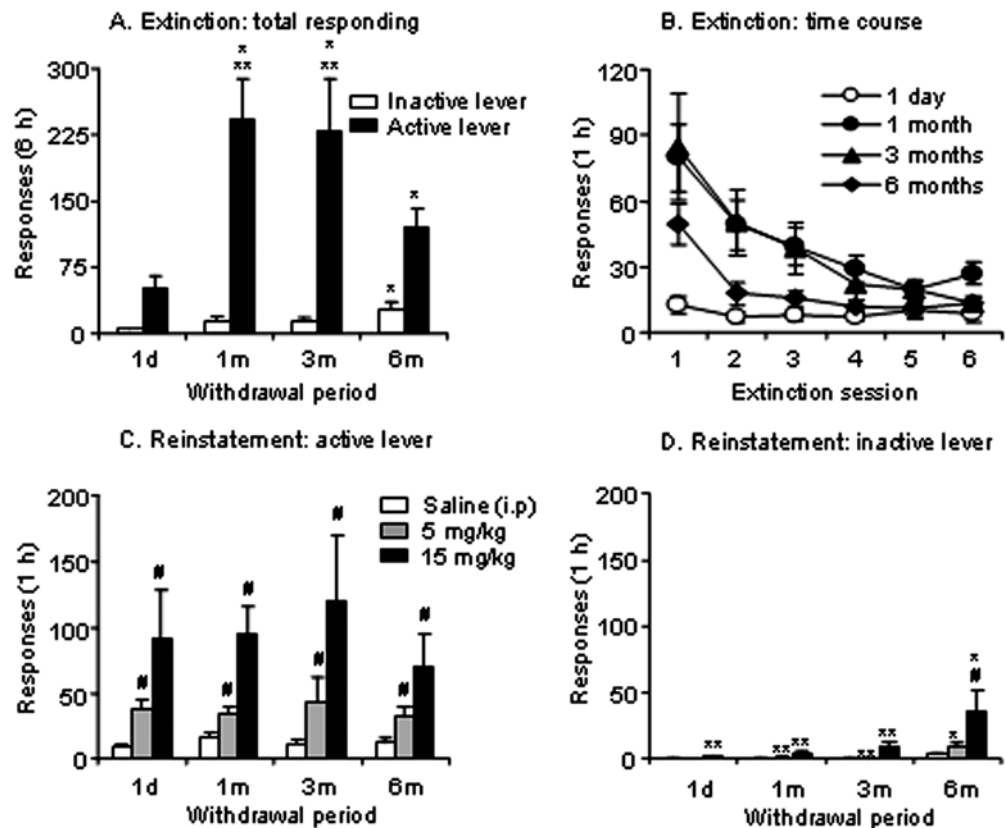 A. Extinction: total responding
*
**
*
**
*
*
300
225
150
75
0
Responses (6 h)
Inactive lever
Active lever
1d 1m 3m 6m
Withdrawal period
B. Extinction: time course
120
90
60
30
0
Responses (1 h)
1 day
1 month
3 months
6 months
1 2 3 4 5 6
Extinction session
C. Reinstatement: active lever
200
150
100
50
0
Responses (1 h)
Saline (i.p)
5 mg/kg
15 mg/kg
# # # # # # # #
1d 1m 3m 6m
Withdrawal period
D. Reinstatement: inactive lever
200
150
100
50
0
Responses (1 h)
** ** ** ** ** * * #
1d 1m 3m 6m
Withdrawal period